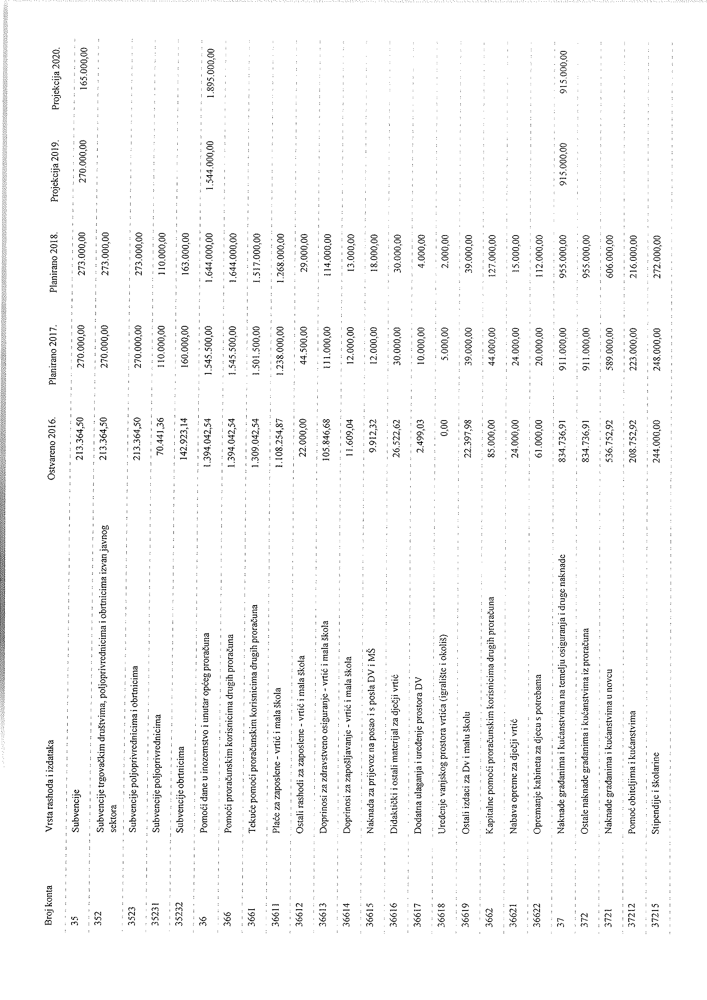 Broj konta Vrsta rashoda i izdataka Ostvareno 2016. Planirano 2017. Planirano 2018. Projekcija 2019. Projekcija 2020.
35 Subvencije 213.364,50 270.000,00 273.000,00 270.000,00 165.000,00
352 Subvencije trgovačkim društvima, poljoprivrednicima i obrtnicima izvan javnog 213.364,50 270.000,00 273.000,00
sektora
3523 Subvencije poljoprivrednicima i obrtnicima 213.364,50 270.000,00 273.000,00
35231 Subvencije poljoprivrednicima 70.441,36 110.000,00 110.000,00
35232 Subvencije obrtnicima 142.923,14 160.000,00 163.000,00
36 Pomoći dane u inozemstvo i unutar općeg proračuna 1.394.042,54 1.545.500,00 1.644.000,00 1.544.000,00 1.895.000,00
366 Pomoći proračunskim korisnicima drugih proračuna 1.394.042,54 1.545.500,00 1.644.000,00
3661 Tekuće pomoći proračunskim korisnicima drugih proračuna 1.309.042,54 1.501.500,00 1.517.000,00
36611 Plaće za zaposlene - vrtić i mala škola 1.108.254,87 1.238.000,00 1.268.000,00
36612 Ostali rashodi za zaposlene - vrtić i mala škola 22.000,00 44.500,00 29.000,00
36613 Doprinosi za zdravstveno osiguranje - vrtić i mala škola 105.846,68 111.000,00 114.000,00
36614 Doprinosi za zapošljavanje - vrtić i mala škola 11.609,04 12.000,00 13.000,00
36615 Naknada za prijevoz na posao i s posla DV i MŠ 9.912,32 12.000,00 18.000,00
36616 Didaktički i ostali materijal za dječji vrtić 26.522,62 30.000,00 30.000,00
36617 Dodatna ulaganja i uređenje prostora DV 2.499,03 10.000,00 4.000,00
36618 Uređenje vanjskog prostora vrtića (igralište i okoliš) 0,00 5.000,00 2.000,00
36619 Ostali izdaci za Dv i malu školu 22.397,98 39.000,00 39.000,00
3662 Kapitalne pomoći proračunskim korisnicima drugih proračuna 85.000,00 44.000,00 127.000,00
36621 Nabava opreme za dječji vrtić 24.000,00 24.000,00 15.000,00
36622 Opremanje kabineta za djecu s potrebama 61.000,00 20.000,00 112.000,00
37 Naknade građanima i kućanstvima na temelju osiguranja i druge naknade 834.736,91 911.000,00 955.000,00 915.000,00 915.000,00
372 Ostale naknade građanima i kućanstvima iz proračuna 834.736,91 911.000,00 955.000,00
3721 Naknade građanima i kućanstvima u novcu 536.752,92 589.000,00 606.000,00
37212 Pomoć obiteljima i kućanstvima 208.752,92 223.000,00 216.000,00
37215 Stipendije i školarine 244.000,00 248.000,00 272.000,00